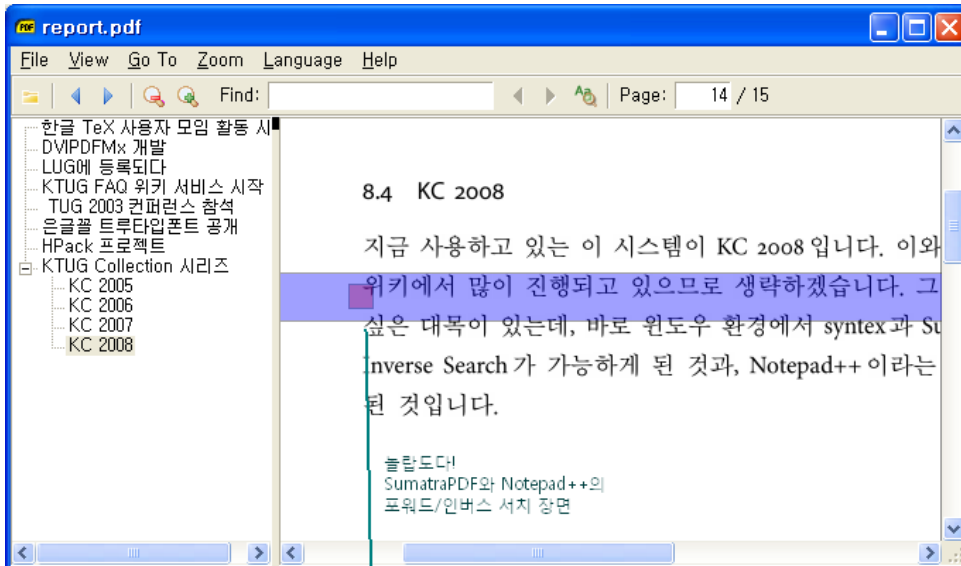 report.pdf
File View Go To Zoom Language Help
Find: Page: 14 / 15
한글 TeX 사용자 모임 활동 시
DVIPDFMx 개발
LUG에 등록되다
KTUG FAQ 위키 서비스 시작
TUG 2003 컨퍼런스 참석
은글꼴 트루타입폰트 공개
HPack 프로젝트
KTUG Collection 시리즈
KC 2005
KC 2006
KC 2007
KC 2008
8.4 KC 2008
지금 사용하고 있는 이 시스템이 KC 2008입니다. 이와
위키에서 많이 진행되고 있으므로 생략하겠습니다. 그
싶은 대목이 있는데, 바로 윈도우 환경에서 syntex과 Su
Inverse Search가 가능하게 된 것과, Notepad++이라는
된 것입니다.
놀랍도다!
SumatraPDF와 Notepad++의
포워드/인버스 서치 장면